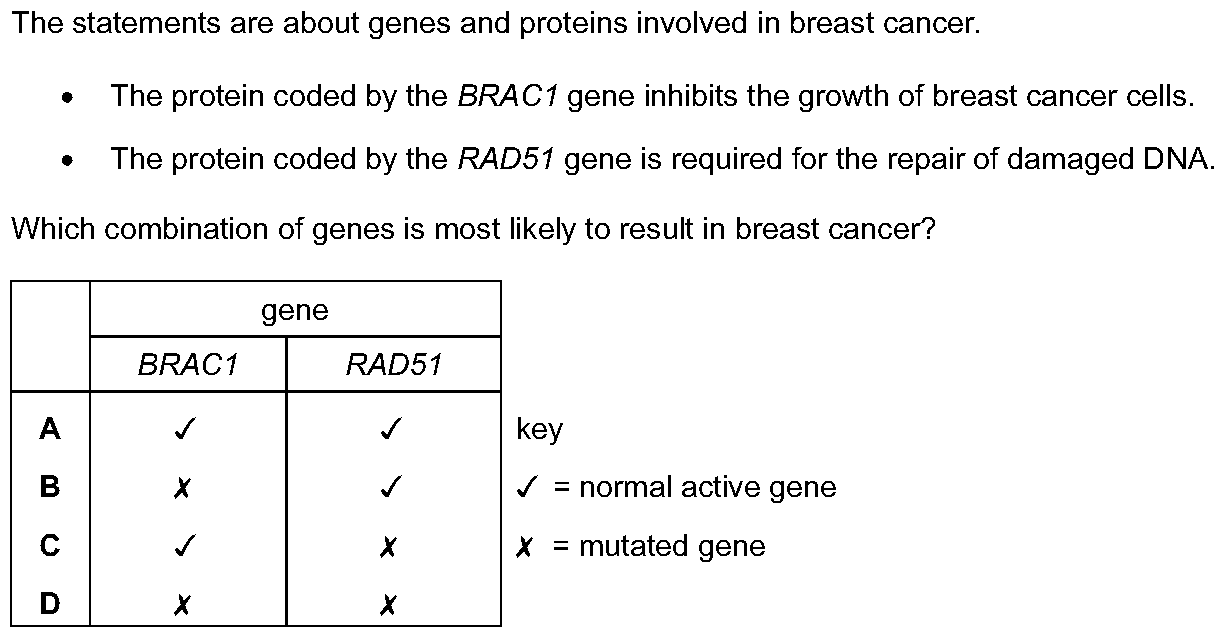 The statements are about genes and proteins involved in breast cancer.
• The protein coded by the BRAC1 gene inhibits the growth of breast cancer cells.
• The protein coded by the RAD51 gene is required for the repair of damaged DNA.
Which combination of genes is most likely to result in breast cancer?
gene
BRAC1 RAD51
A ✓ ✓ key
B ✗ ✓ ✓ = normal active gene
C ✓ ✗ ✗ = mutated gene
D ✗ ✗